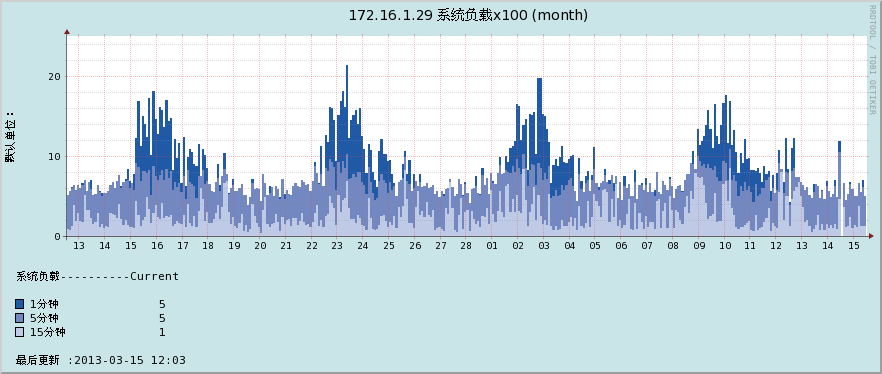 172.16.1.29 系统负载x100 (month)
RRDTOOL / TOBI OETIKER
默认单位：
20
10
0
13 14 15 16 17 18 19 20 21 22 23 24 25 26 27 28 01 02 03 04 05 06 07 08 09 10 11 12 13 14 15
系统负载----------Current
1分钟 5
5分钟 5
15分钟 1
最后更新 :2013-03-15 12:03